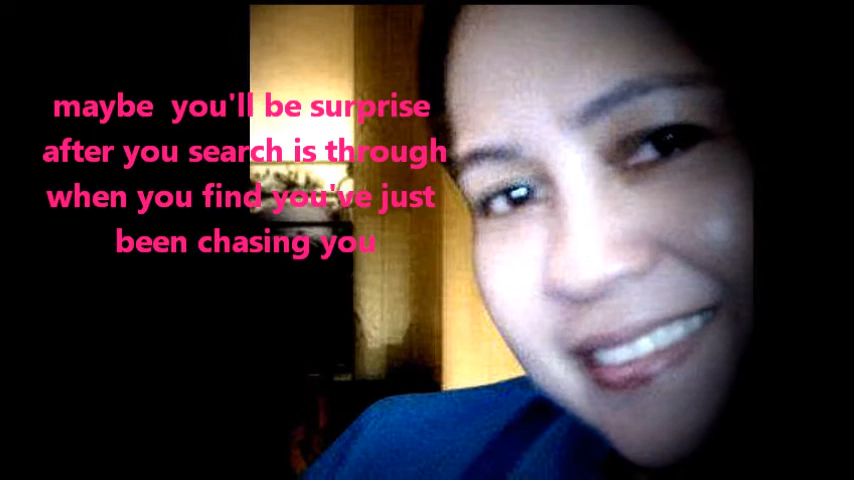 maybe  you'll be surprise
after you search is through
when you find you've just
been chasing you